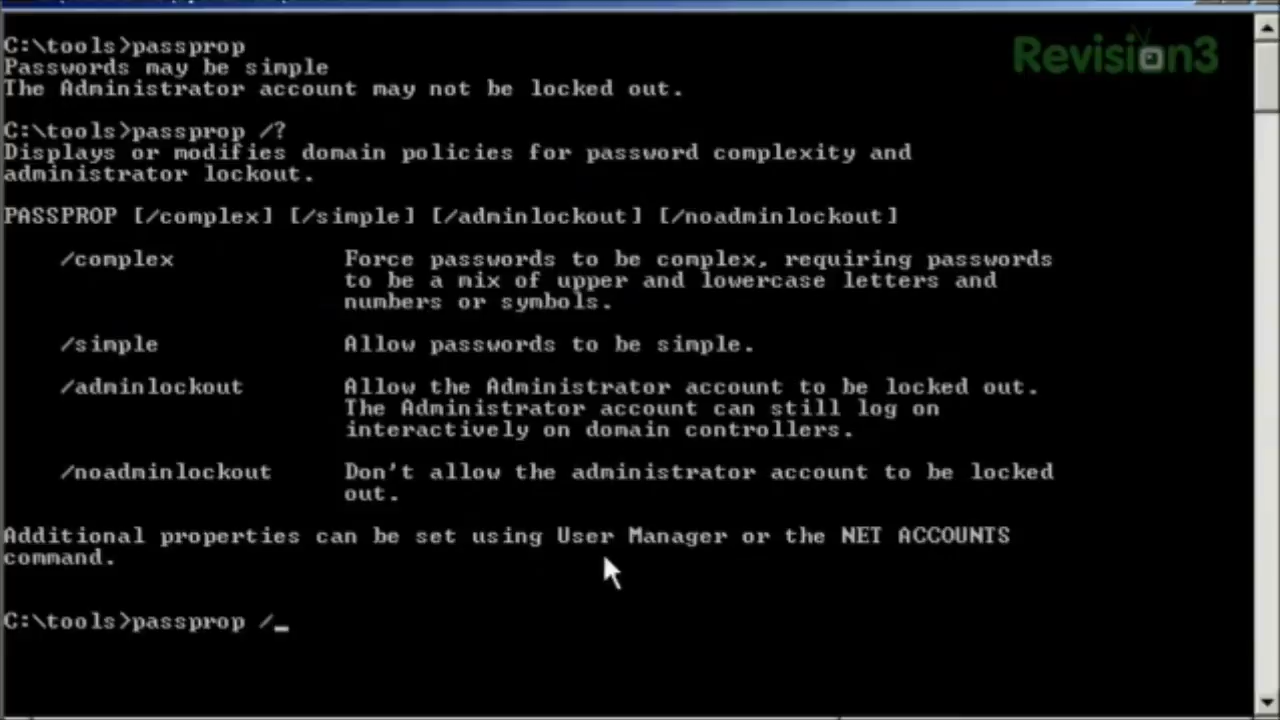 C:\tools>passprop
Revision3
Passwords may be simple
The Administrator account may not be locked out.
C:\tools>passprop /?
Displays or modifies domain policies for password complexity and
administrator lockout.
PASSPROP [/complex] [/simple] [/adminlockout] [/noadminlockout]
/complex Force passwords to be complex, requiring passwords
to be a mix of upper and lowercase letters and
numbers or symbols.
/simple Allow passwords to be simple.
/adminlockout Allow the Administrator account to be locked out.
The Administrator account can still log on
interactively on domain controllers.
/noadminlockout Don't allow the administrator account to be locked
out.
Additional properties can be set using User Manager or the NET ACCOUNTS
command.
C:\tools>passprop /_